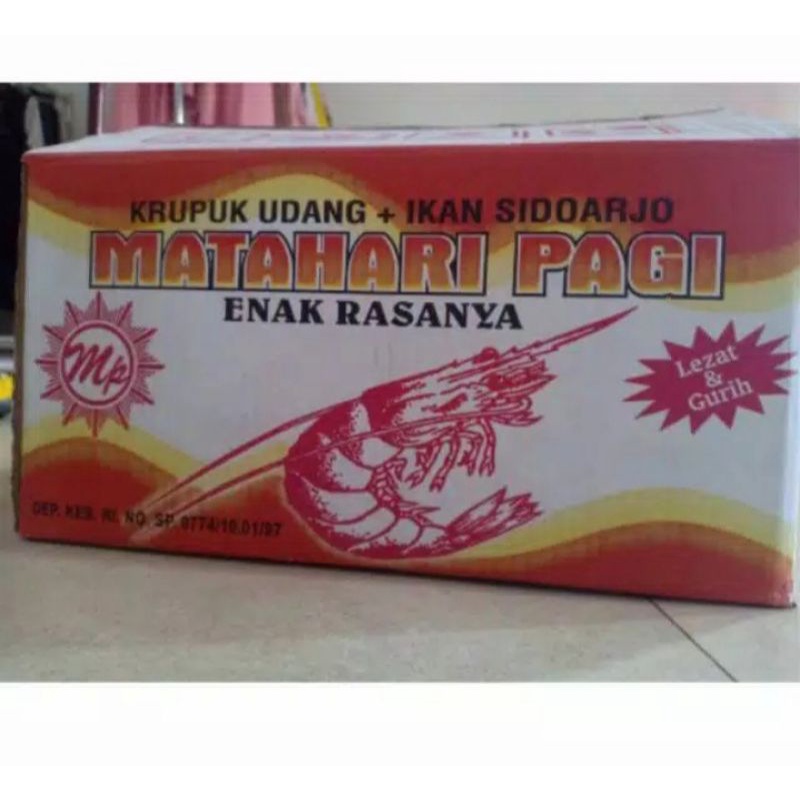 KRUPUK UDANG + IKAN SIDOARJO
MATAHARI PAGI
ENAK RASANYA
Mp
Lezat
&
Gurih
DEP. KES. RI. NO. SP. 0774/10.01/97